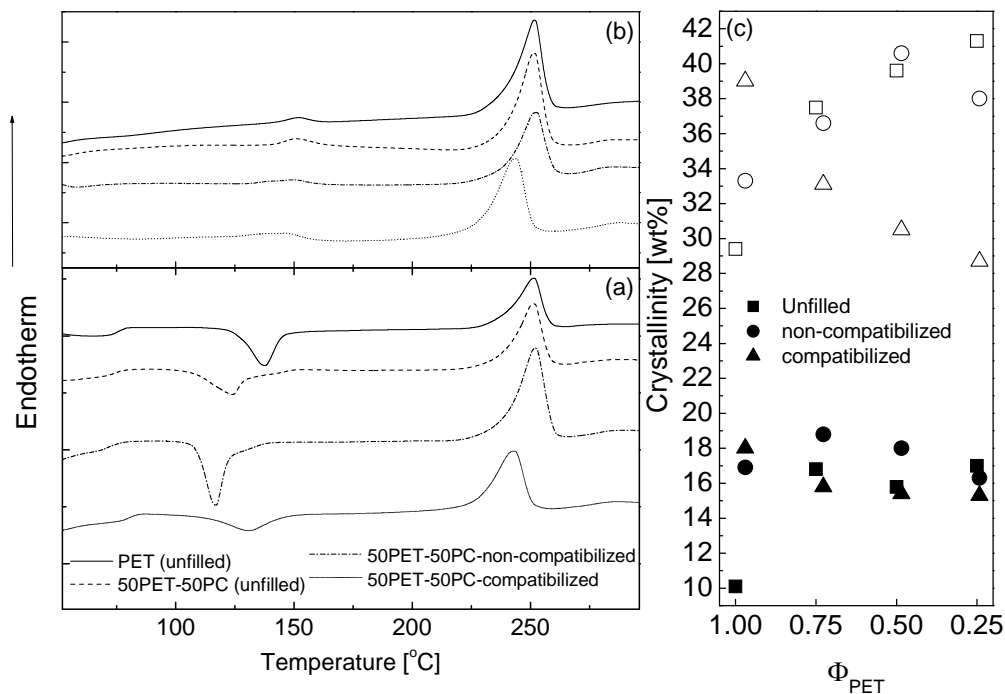 (b)
(a)
Endotherm
PET (unfilled)
50PET-50PC (unfilled)
50PET-50PC-non-compatibilized
50PET-50PC-compatibilized
100
150
200
250
Temperature [°C]
(c)
42
40
38
36
34
32
30
28
26
24
22
20
18
16
14
12
10
Crystallinity [wt%]
Unfilled
non-compatibilized
compatibilized
1.00
0.75
0.50
0.25
Φ_PET